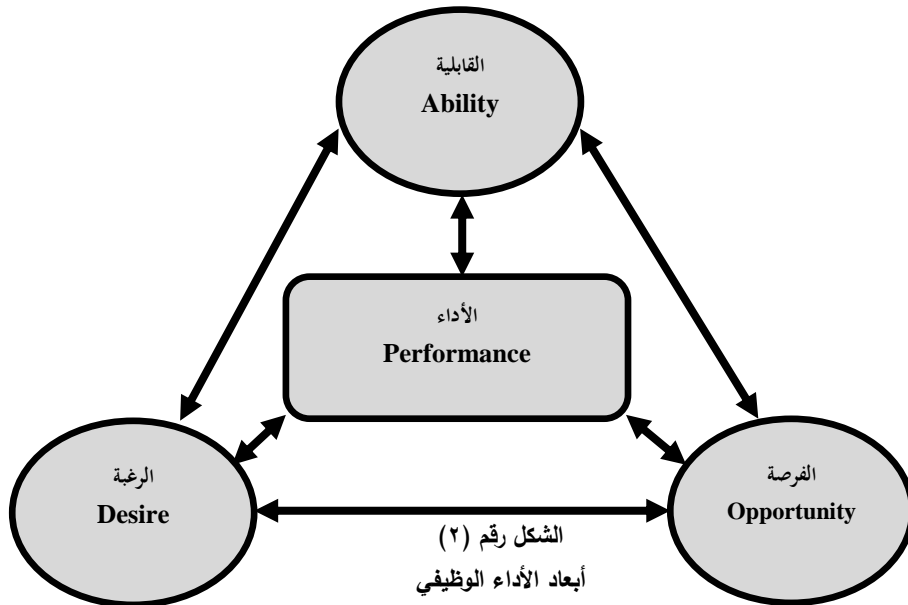 القابلية
Ability
الأداء
Performance
الرغبة
Desire
الفرصة
Opportunity
الشكل رقم (٢)
أبعاد الأداء الوظيفي